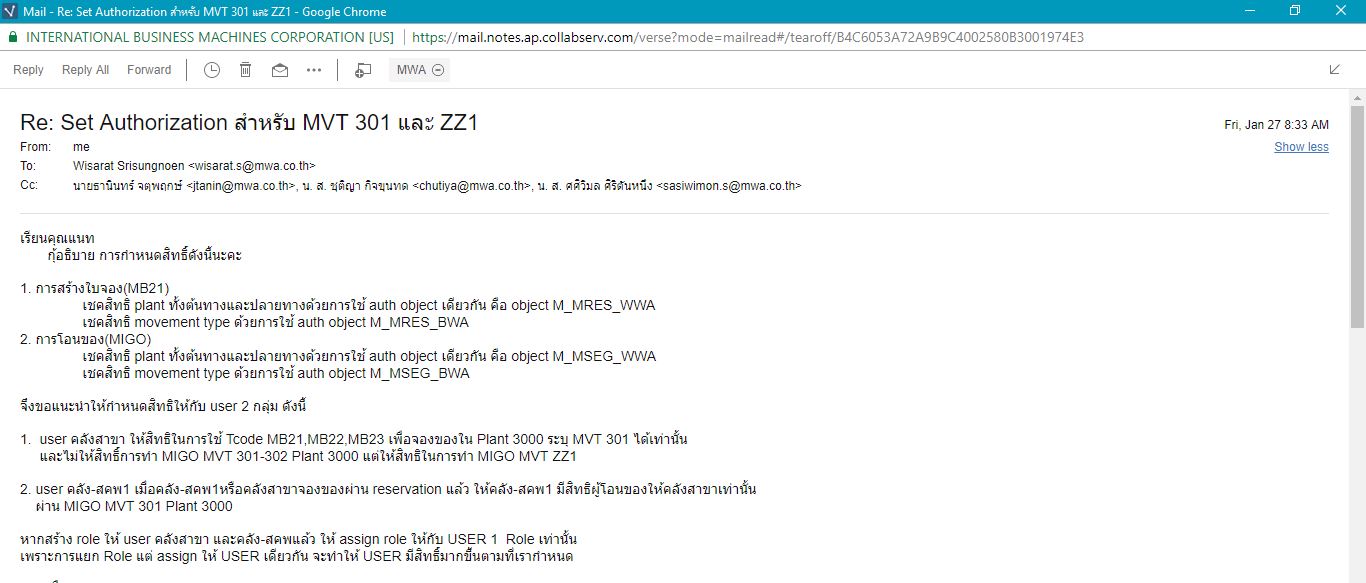 Mail - Re: Set Authorization สำหรับ MVT 301 และ ZZ1 - Google Chrome
INTERNATIONAL BUSINESS MACHINES CORPORATION [US] https://mail.notes.ap.collabserv.com/verse?mode=mailread#/tearoff/B4C6053A72A9B9C4002580B3001974E3
Reply Reply All Forward MWA
Re: Set Authorization สำหรับ MVT 301 และ ZZ1
Fri, Jan 27 8:33 AM
From: me
Show less
To: Wisarat Srisungnoen <wisarat.s@mwa.co.th>
Cc: นายธานินทร์ จตุพฤกษ์ <jtanin@mwa.co.th>, น. ส. ชุติญา กิจขุนทด <chutiya@mwa.co.th>, น. ส. ศศิวิมล ศิริตันหนึ่ง <sasiwimon.s@mwa.co.th>
เรียนคุณแนท
กุ้อธิบาย การกำหนดสิทธิ์ดังนี้นะคะ
1. การสร้างใบจอง(MB21)
เชคสิทธิ plant ทั้งต้นทางและปลายทางด้วยการใช้ auth object เดียวกัน คือ object M_MRES_WWA
เชคสิทธิ movement type ด้วยการใช้ auth object M_MRES_BWA
2. การโอนของ(MIGO)
เชคสิทธิ plant ทั้งต้นทางและปลายทางด้วยการใช้ auth object เดียวกัน คือ object M_MSEG_WWA
เชคสิทธิ movement type ด้วยการใช้ auth object M_MSEG_BWA
จึงขอแนะนำให้กำหนดสิทธิให้กับ user 2 กลุ่ม ดังนี้
1. user คลังสาขา ให้สิทธิในการใช้ Tcode MB21,MB22,MB23 เพื่อจองของใน Plant 3000 ระบุ MVT 301 ได้เท่านั้น
และไม่ให้สิทธิ์การทำ MIGO MVT 301-302 Plant 3000 แต่ให้สิทธิในการทำ MIGO MVT ZZ1
2. user คลัง-สคพ1 เมื่อคลัง-สคพ1หรือคลังสาขาจองของผ่าน reservation แล้ว ให้คลัง-สคพ1 มีสิทธิผู้โอนของให้คลังสาขาเท่านั้น
ผ่าน MIGO MVT 301 Plant 3000
หากสร้าง role ให้ user คลังสาขา และคลัง-สคพแล้ว ให้ assign role ให้กับ USER 1 Role เท่านั้น
เพราะการแยก Role แต่ assign ให้ USER เดียวกัน จะทำให้ USER มีสิทธิ์มากขึ้นตามที่เรากำหนด